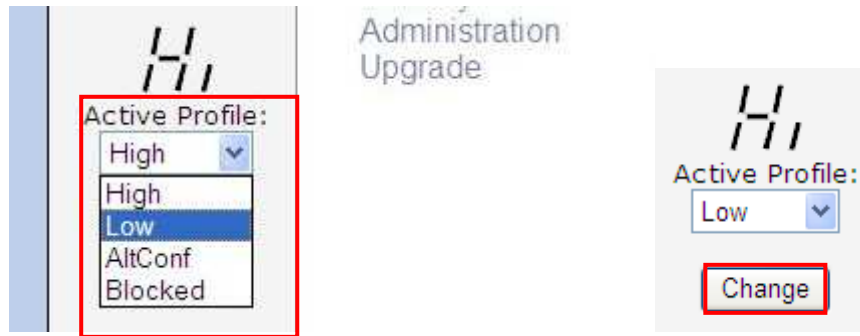 Hi
Active Profile:
High
High
Low
AltConf
Blocked
Administration
Upgrade
Hi
Active Profile:
Low
Change